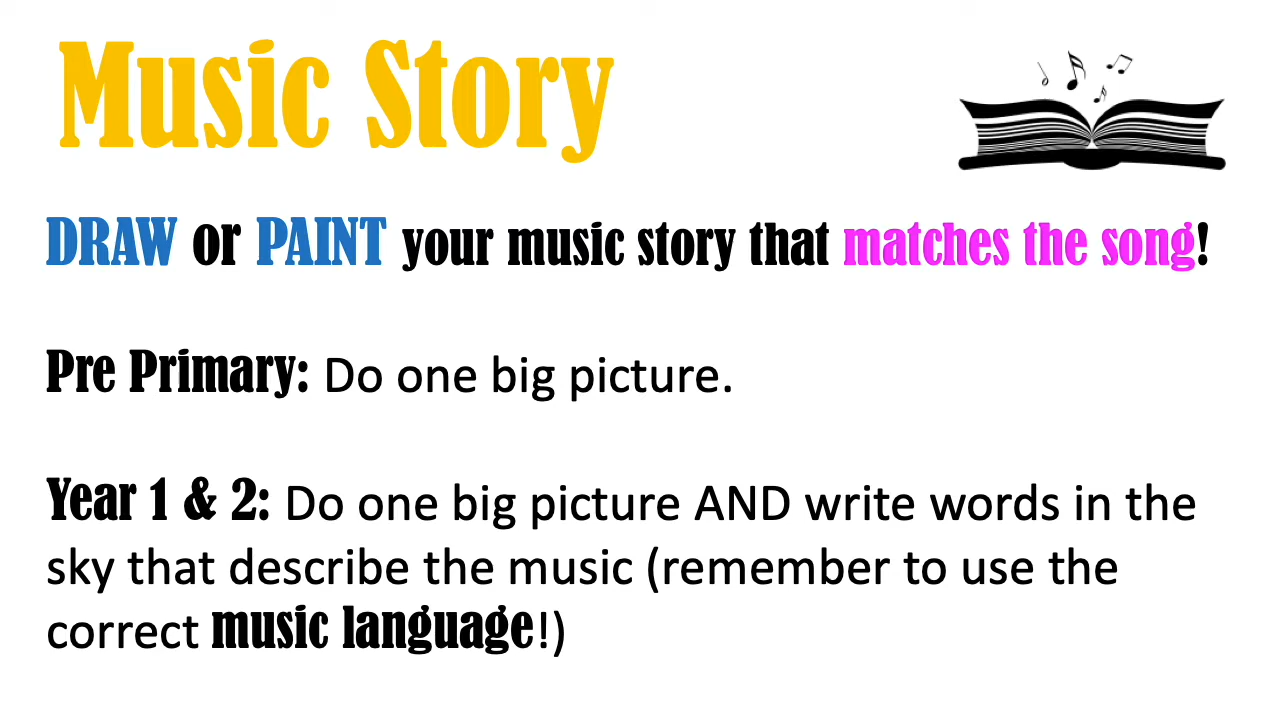 Music Story
DRAW or PAINT your music story that matches the song!
Pre Primary: Do one big picture.
Year 1 & 2: Do one big picture AND write words in the
sky that describe the music (remember to use the
correct music language!)